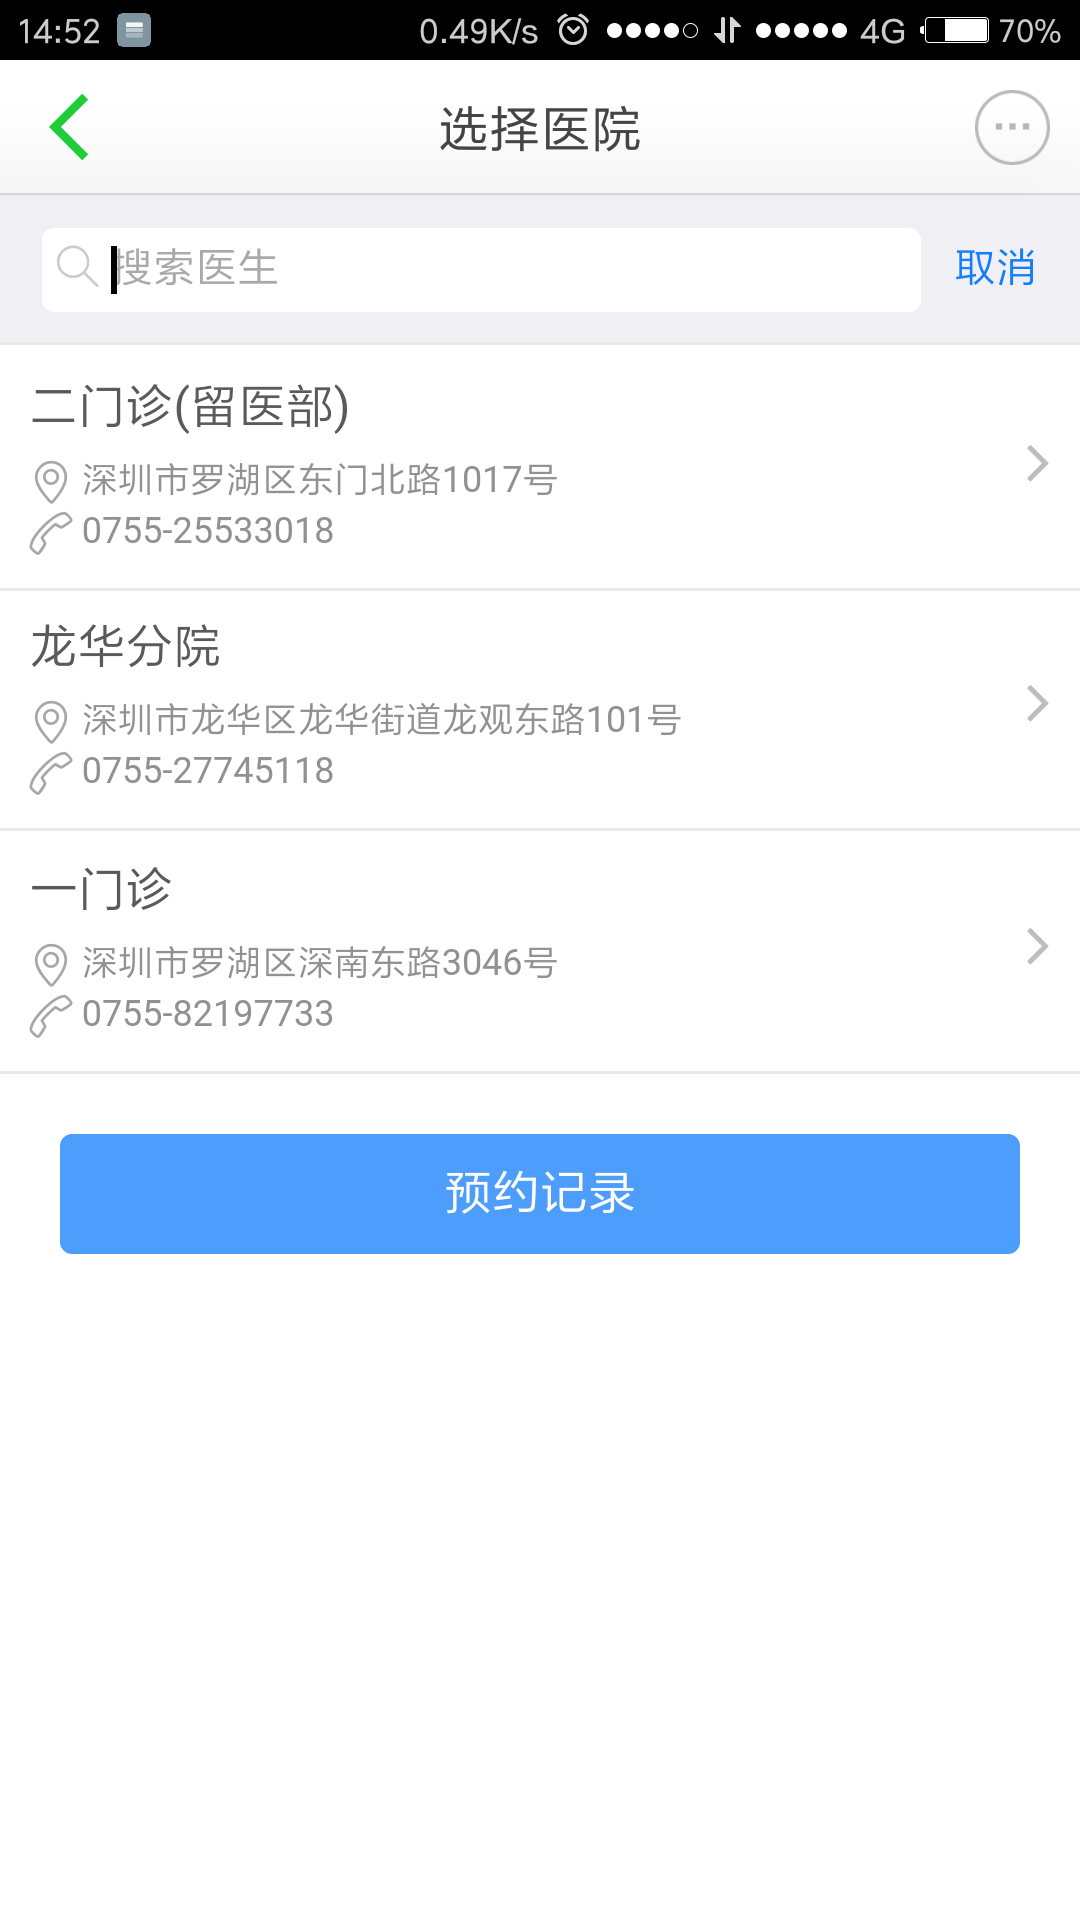 14:52 0.49K/s 4G 70%
选择医院
搜索医生 取消
二门诊(留医部)
深圳市罗湖区东门北路1017号
0755-25533018
龙华分院
深圳市龙华区龙华街道龙观东路101号
0755-27745118
一门诊
深圳市罗湖区深南东路3046号
0755-82197733
预约记录